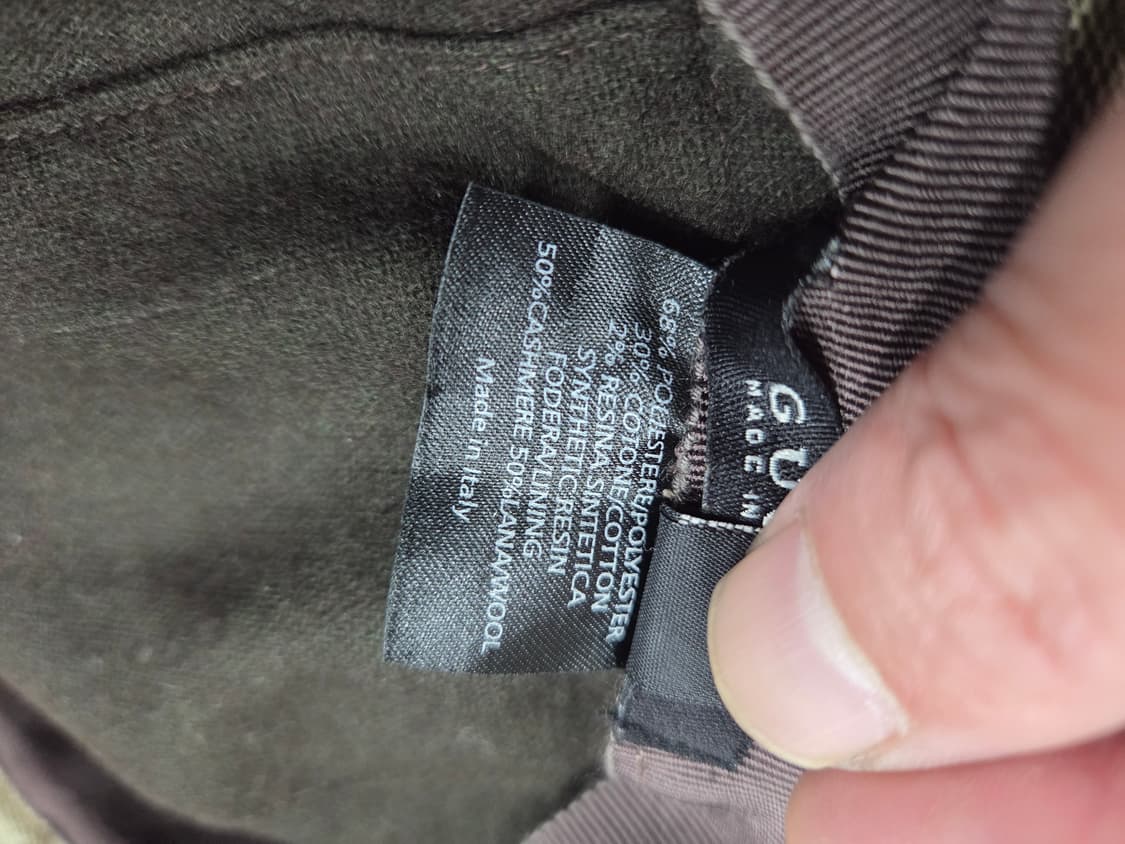 GU
MADE IN
68% POLIESTERE/POLYESTER
30% COTONE/COTTON
2% RESINA SINTETICA
SYNTHETIC RESIN
FODERA/LINING
50%CASHMERE 50%LANA/WOOL
Made in Italy